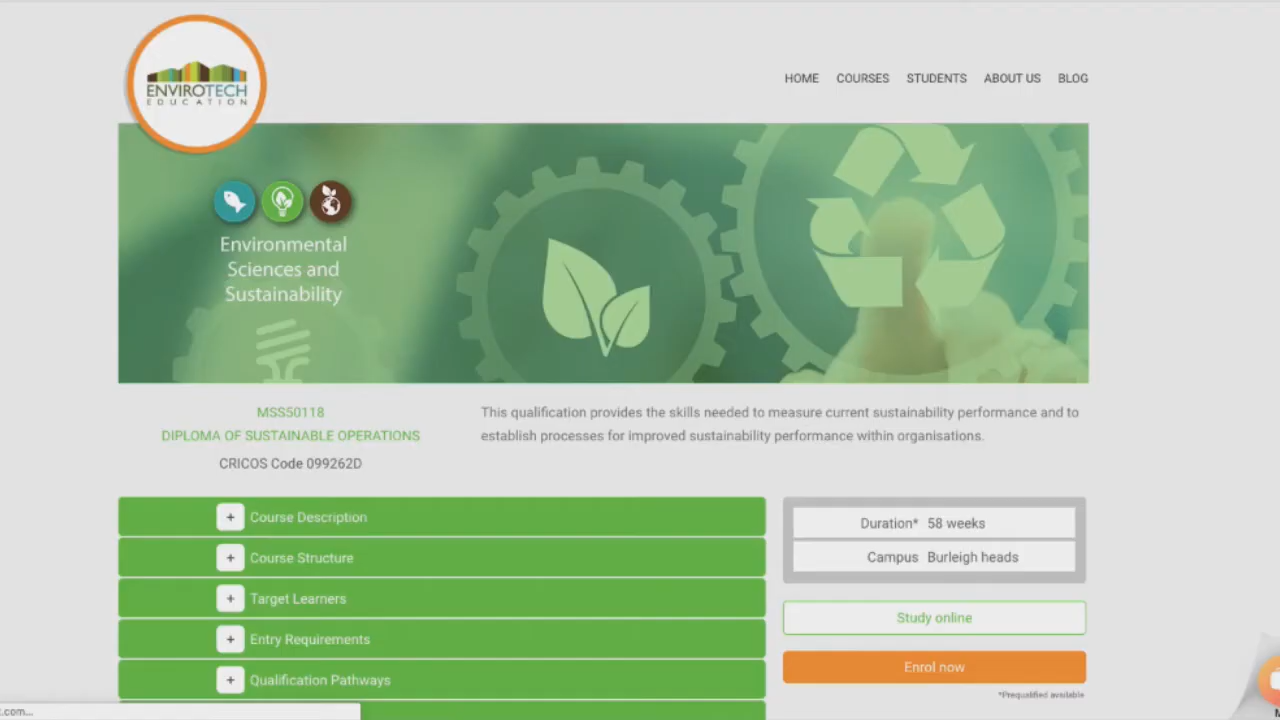 ENVIROTECH
EDUCATION
HOME COURSES STUDENTS ABOUT US BLOG
Environmental
Sciences and
Sustainability
MSS50118
DIPLOMA OF SUSTAINABLE OPERATIONS
CRICOS Code 099262D
This qualification provides the skills needed to measure current sustainability performance and to
establish processes for improved sustainability performance within organisations.
+ Course Description
+ Course Structure
+ Target Learners
+ Entry Requirements
+ Qualification Pathways
Duration* 58 weeks
Campus Burleigh heads
Study online
Enrol now
*Prequalified available
.com...